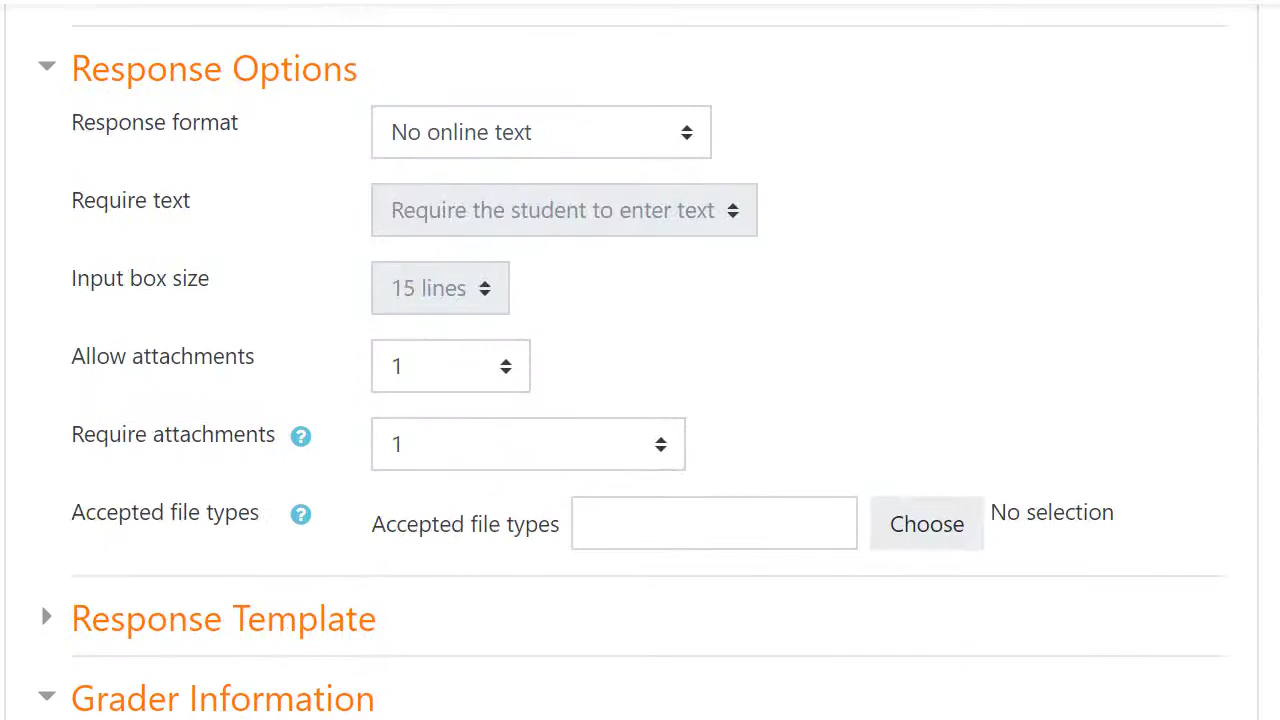 Response Options
Response format No online text
Require text Require the student to enter text
Input box size 15 lines
Allow attachments 1
Require attachments ? 1
Accepted file types ? Accepted file types Choose No selection
Response Template
Grader Information